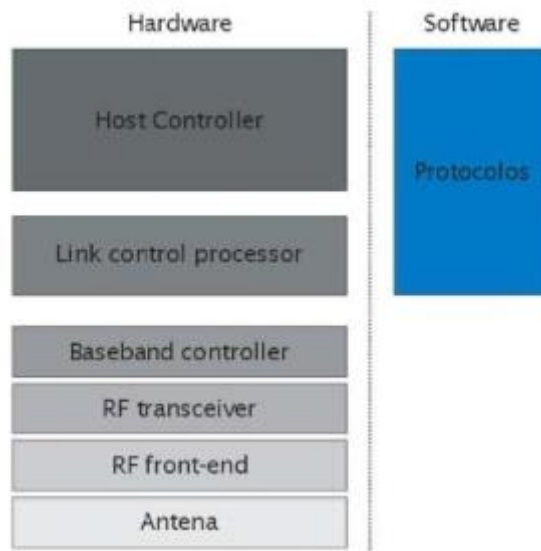 Hardware
Software
Host Controller
Protocolos
Link control processor
Baseband controller
RF transceiver
RF front-end
Antena